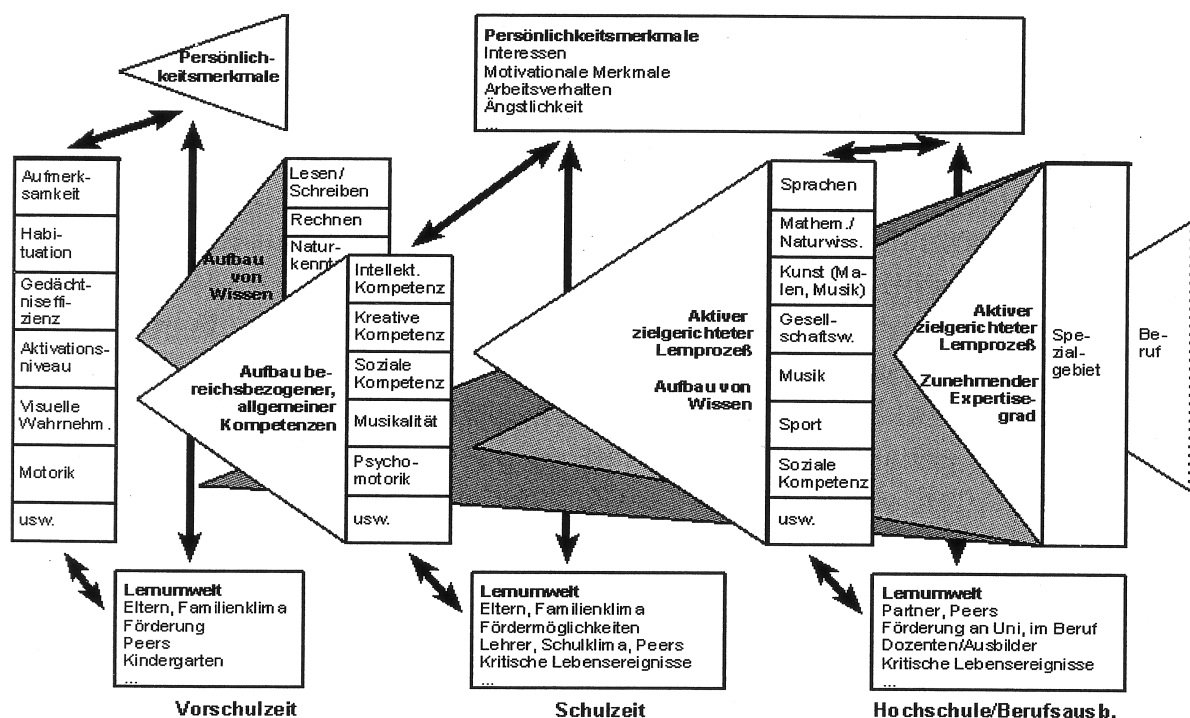 Persönlich-
keitsmerkmale
Persönlichkeitsmerkmale
Interessen
Motivationale Merkmale
Arbeitsverhalten
Ängstlichkeit
...
Aufmerk-
samkeit
Habi-
tuation
Gedächt-
niseffi-
zienz
Aktivations-
niveau
Visuelle
Wahrnehm.
Motorik
usw.
Aufbau
von
Wissen
Lesen/
Schreiben
Rechnen
Natur-
kennt
Aufbau be-
reichsbezogener,
allgemeiner
Kompetenzen
Intellekt.
Kompetenz
Kreative
Kompetenz
Soziale
Kompetenz
Musikalität
Psycho-
motorik
usw.
Aktiver
zielgerichteter
Lernprozeß
Aufbau von
Wissen
Sprachen
Mathem./
Naturwiss.
Kunst (Ma-
len, Musik)
Gesell-
schaftsw.
Musik
Sport
Soziale
Kompetenz
usw.
Aktiver
zielgerichteter
Lernprozeß
Zunehmender
Expertise-
grad
Spe-
zial-
gebiet
Be-
ruf
Lernumwelt
Eltern, Familienklima
Förderung
Peers
Kindergarten
...
Lernumwelt
Eltern, Familienklima
Fördermöglichkeiten
Lehrer, Schulklima, Peers
Kritische Lebensereignisse
...
Lernumwelt
Partner, Peers
Förderung an Uni, im Beruf
Dozenten/Ausbilder
Kritische Lebensereignisse
...
Vorschulzeit
Schulzeit
Hochschule/Berufsausb.